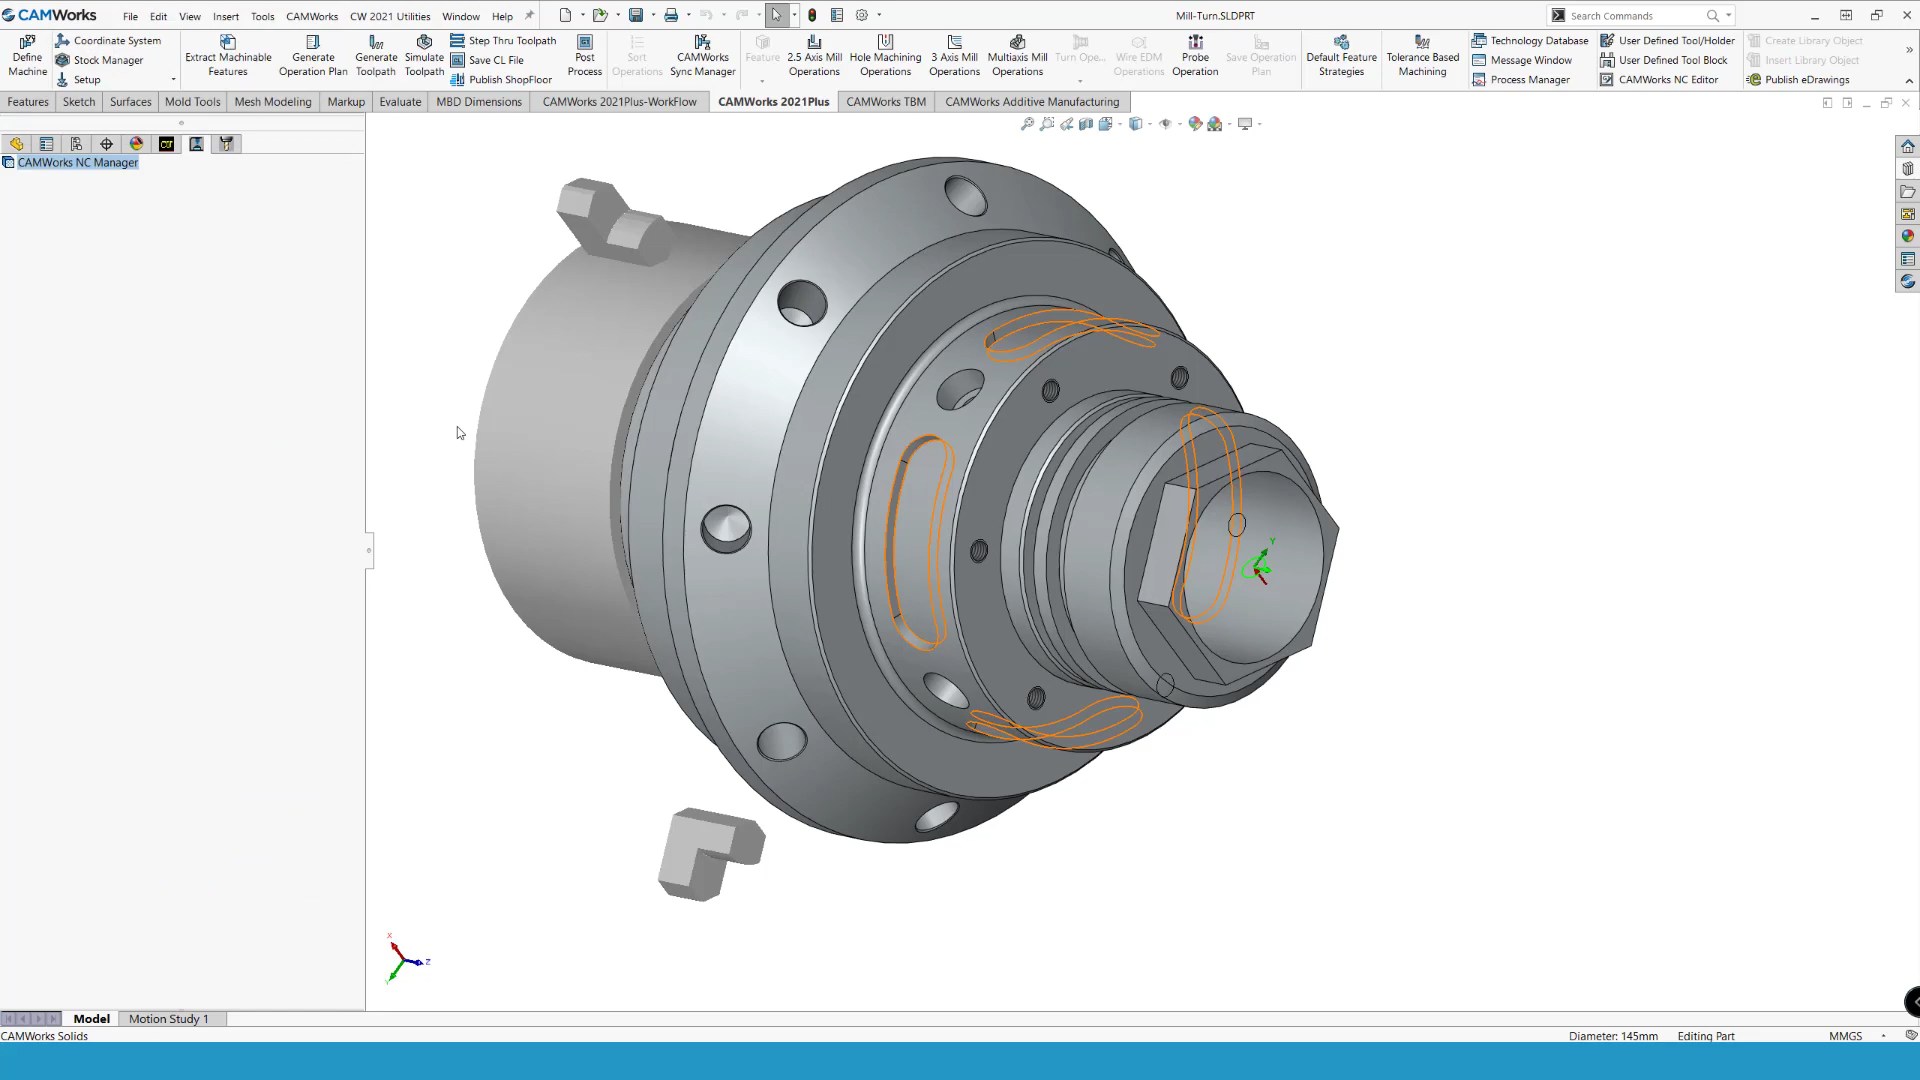 CAMWorks File Edit View Insert Tools CAMWorks CW 2021 Utilities Window Help Mill-Turn.SLDPRT Search Commands
Define Machine
Coordinate System
Stock Manager
Setup
Extract Machinable Features
Generate Operation Plan
Generate Toolpath
Simulate Toolpath
Step Thru Toolpath
Save CL File
Publish ShopFloor
Post Process
Sort Operations
CAMWorks Sync Manager
Feature
2.5 Axis Mill Operations
Hole Machining Operations
3 Axis Mill Operations
Multiaxis Mill Operations
Turn Ope...
Wire EDM Operations
Probe Operation
Save Operation Plan
Default Feature Strategies
Tolerance Based Machining
Technology Database
Message Window
Process Manager
User Defined Tool/Holder
User Defined Tool Block
CAMWorks NC Editor
Create Library Object
Insert Library Object
Publish eDrawings
Features Sketch Surfaces Mold Tools Mesh Modeling Markup Evaluate MBD Dimensions CAMWorks 2021Plus-WorkFlow CAMWorks 2021Plus CAMWorks TBM CAMWorks Additive Manufacturing
CAMWorks NC Manager
Y
X
Z
Y
Model Motion Study 1
CAMWorks Solids Diameter: 145mm Editing Part MMGS